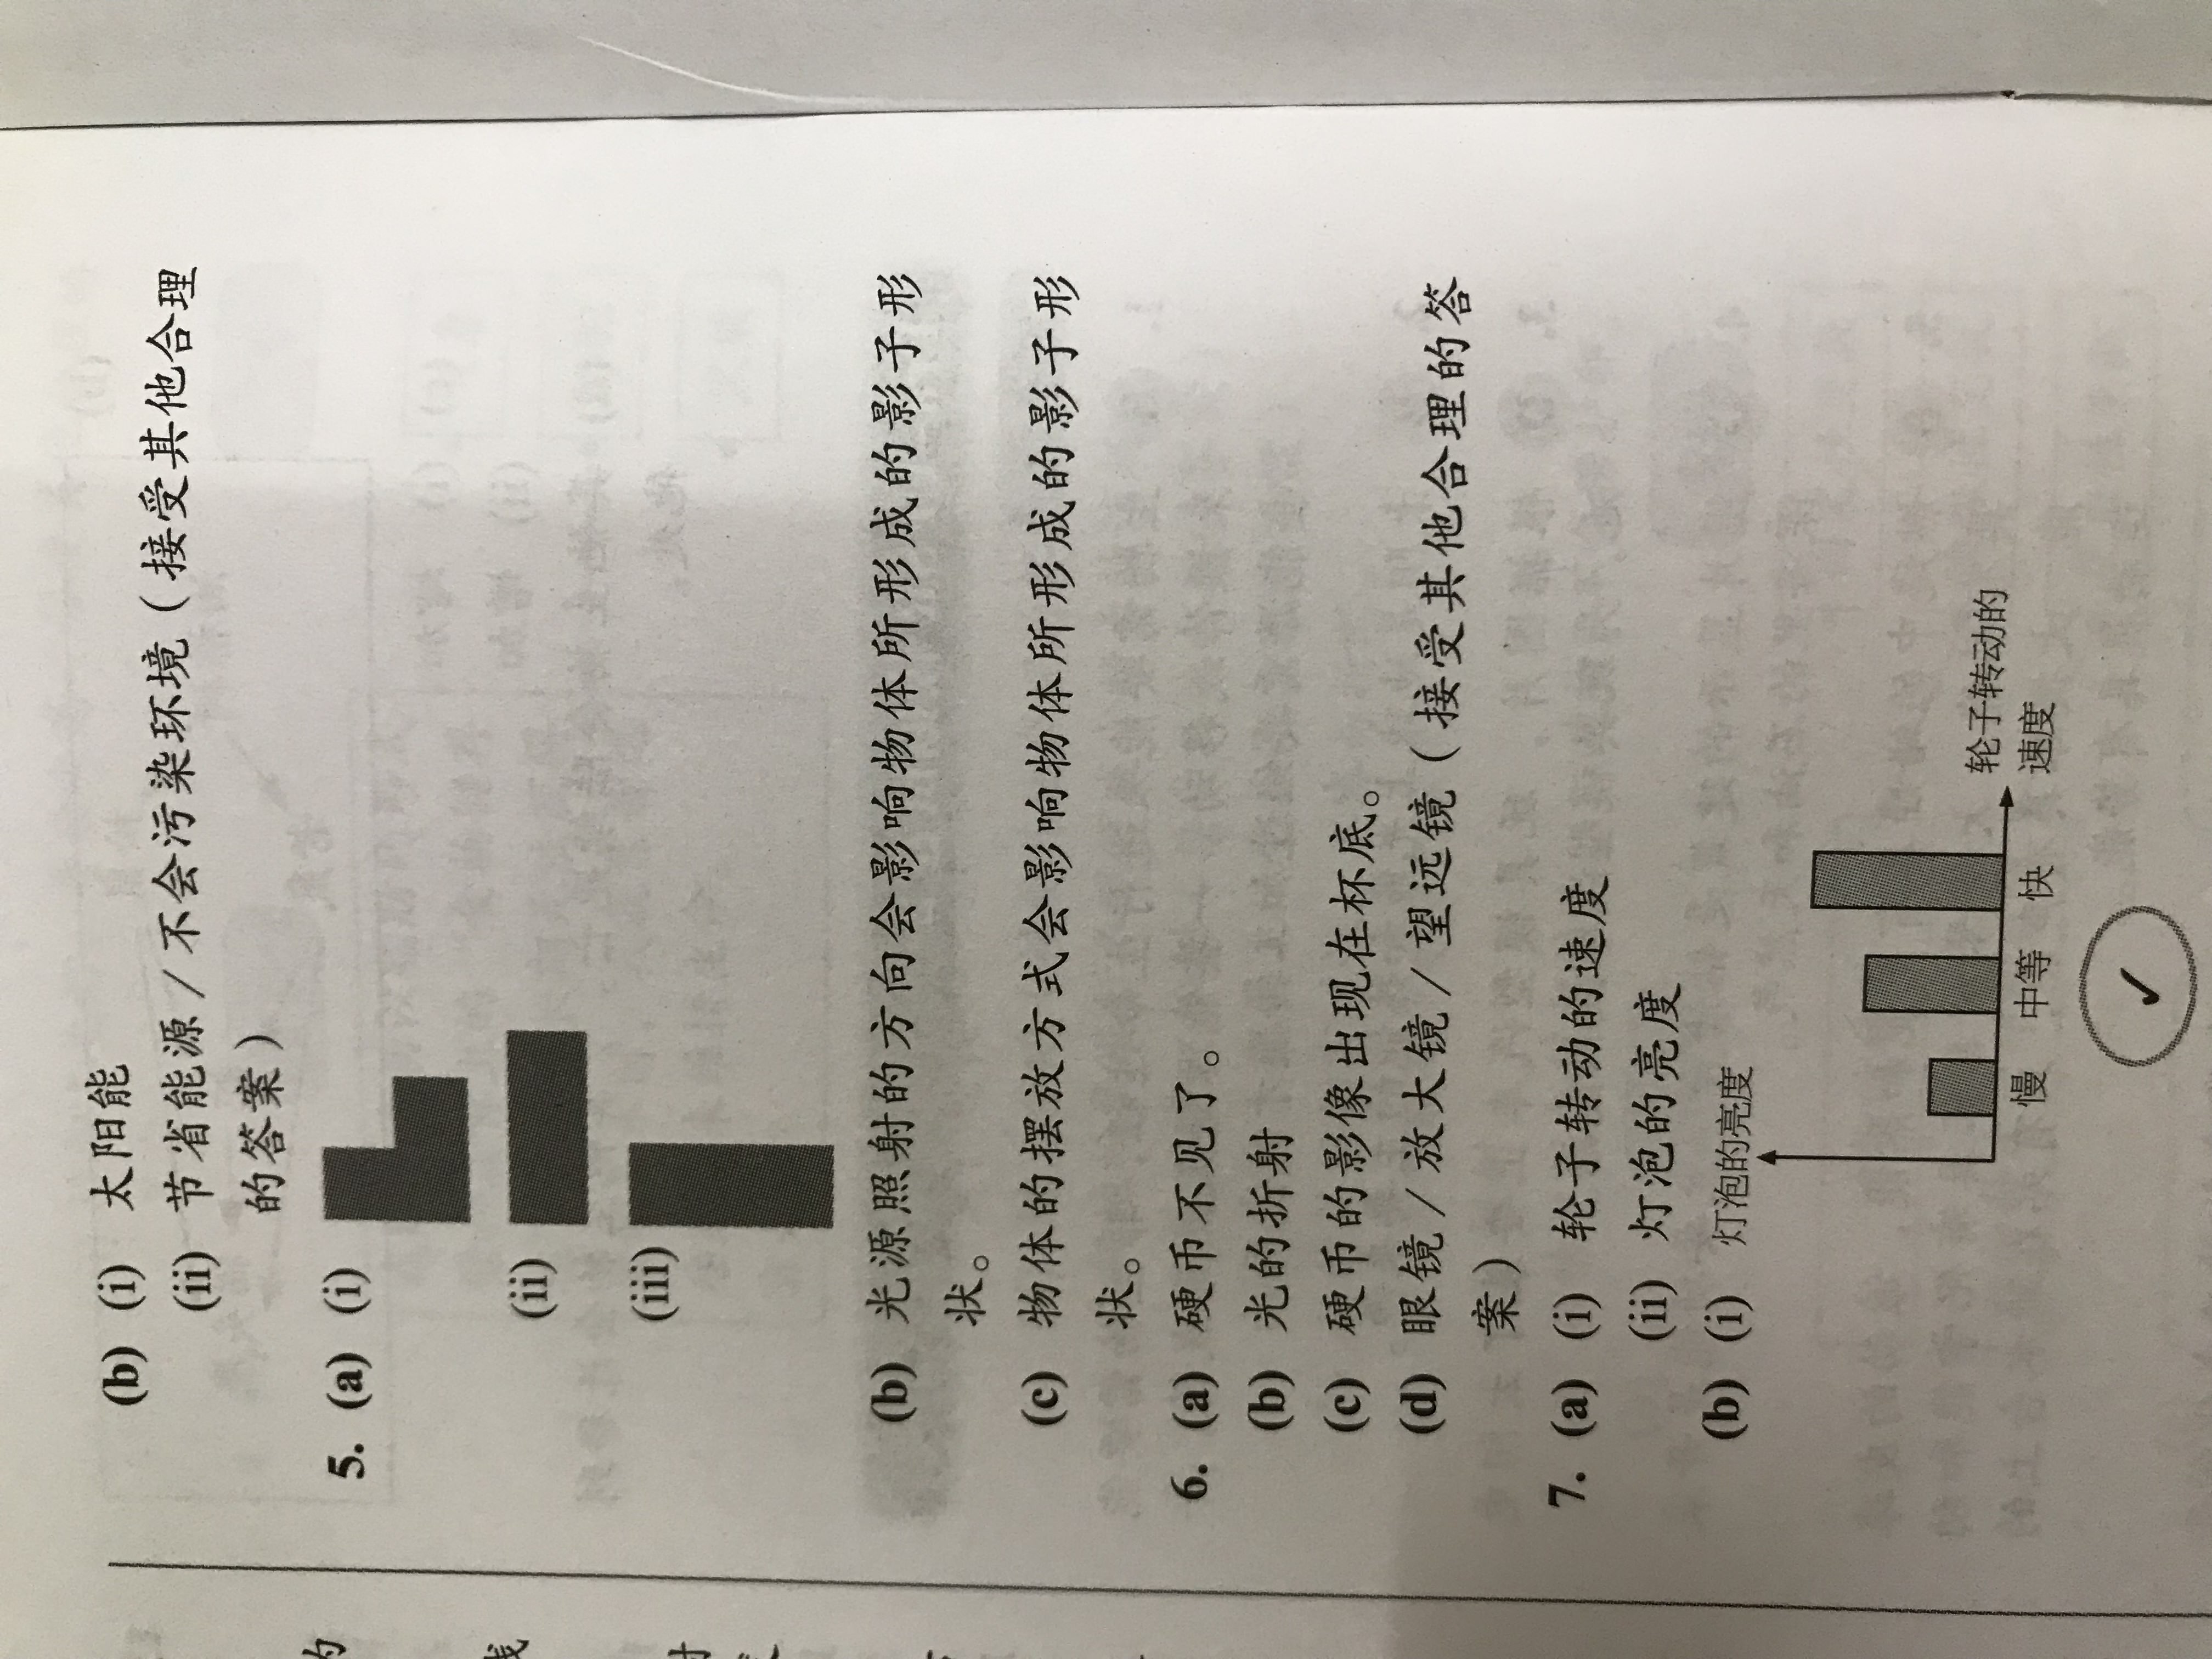 (b) (i) 太阳能
(ii) 节省能源 / 不会污染环境（接受其他合理
的答案）
5. (a) (i)
(ii)
(iii)
(b) 光源照射的方向会影响物体所形成的影子形
状。
(c) 物体的摆放方式会影响物体所形成的影子形
状。
6. (a) 硬币不见了。
(b) 光的折射
(c) 硬币的影像出现在杯底。
(d) 眼镜 / 放大镜 / 望远镜（接受其他合理的答
案）
7. (a) (i) 轮子转动的速度
(ii) 灯泡的亮度
(b) (i) 灯泡的亮度
轮子转动的
速度
慢 中等 快
✓